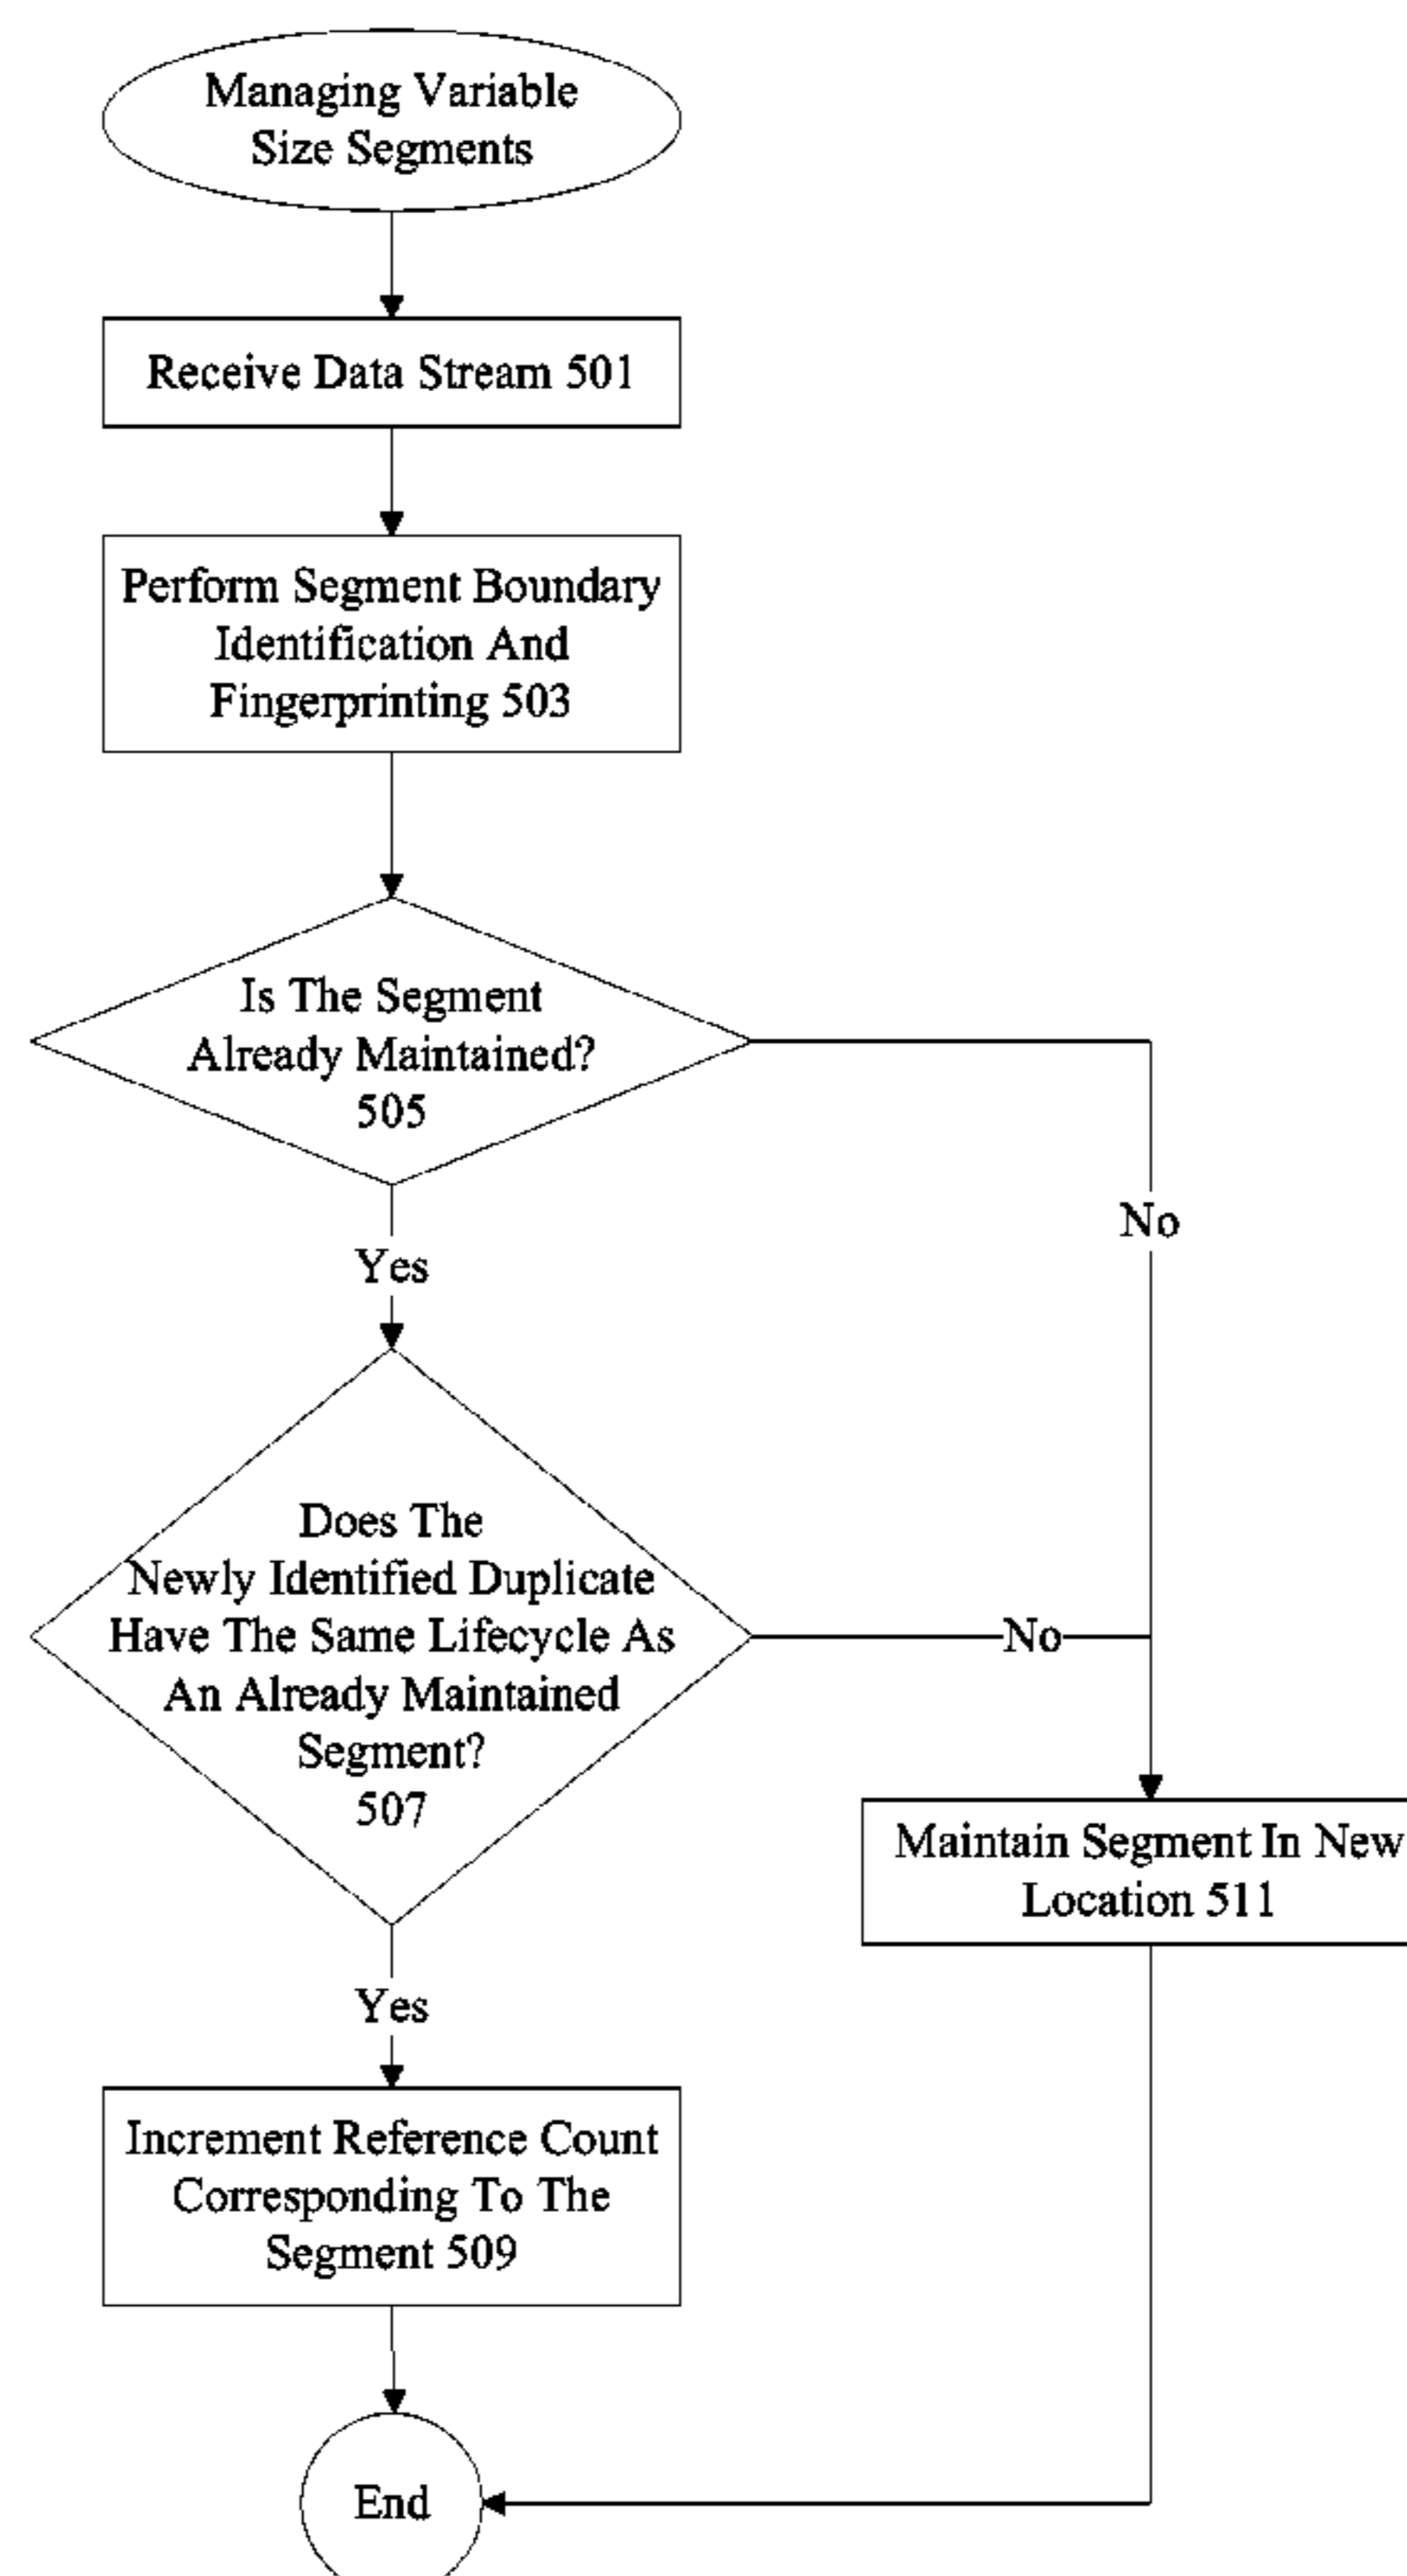 Managing Variable
Size Segments
Receive Data Stream 501
Perform Segment Boundary
Identification And
Fingerprinting 503
Is The Segment
Already Maintained?
505
No
Yes
Does The
Newly Identified Duplicate
Have The Same Lifecycle As
An Already Maintained
Segment?
507
No
Maintain Segment In New
Location 511
Yes
Increment Reference Count
Corresponding To The
Segment 509
End